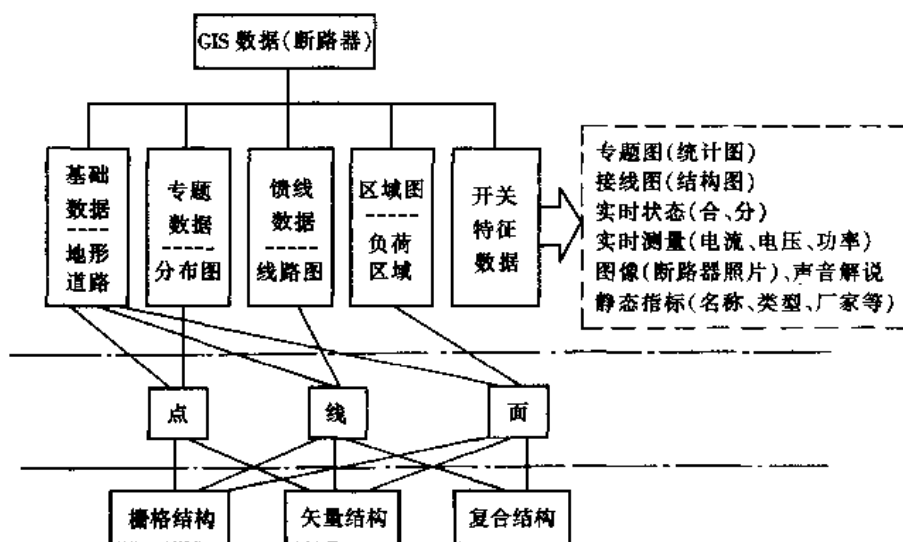 GIS 数据(断路器)
基础
数据
地形
道路
专题
数据
分布图
馈线
数据
线路图
区域图
负荷
区域
开关
特征
数据
专题图(统计图)
接线图(结构图)
实时状态(合、分)
实时测量(电流、电压、功率)
图像(断路器照片)、声音解说
静态指标(名称、类型、厂家等)
点
线
面
栅格结构
矢量结构
复合结构